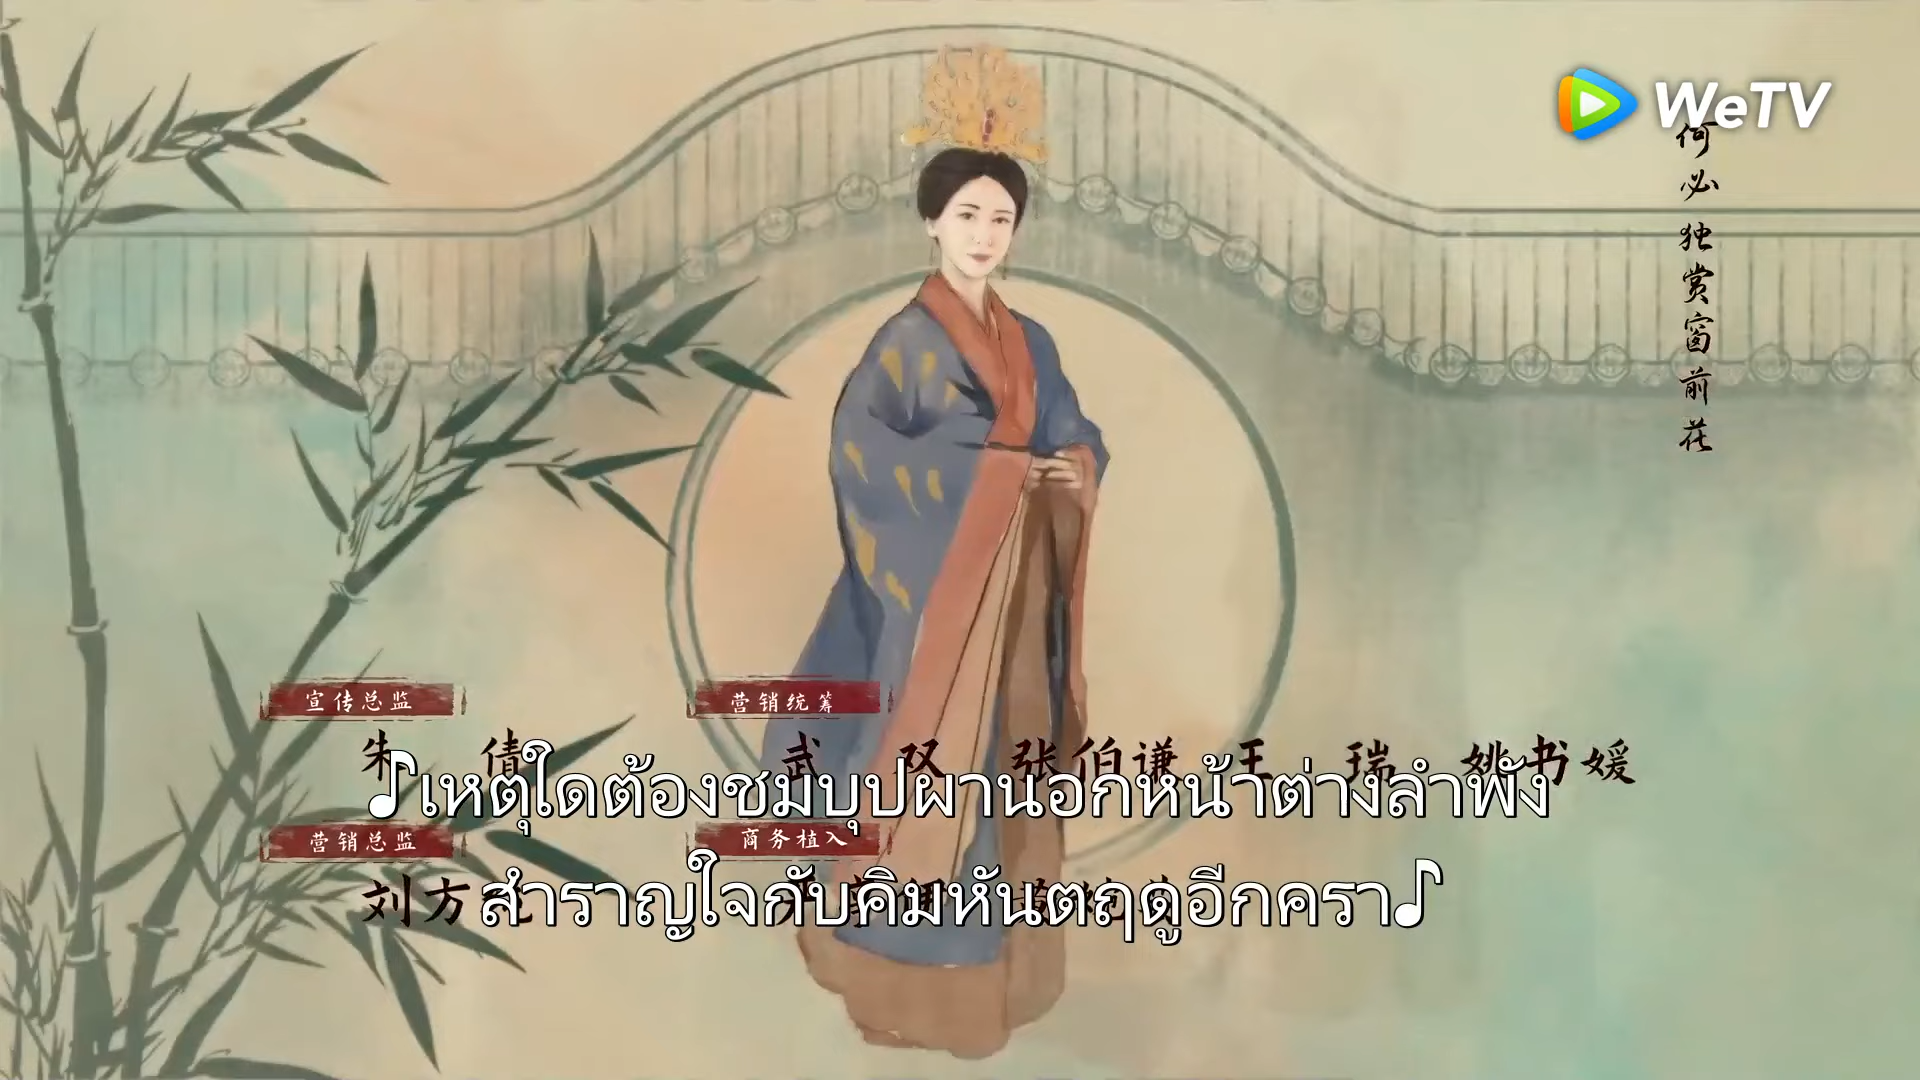 WeTV
何必独赏窗前花
宣传总监
营销统筹
朱 倩
武 双 张伯谦 王 瑞 姚书媛
♪เหตุใดต้องชมบุปผานอกหน้าต่างลำพัง
营销总监
商务植入
刘方
สำราญใจกับคิมหันตฤดูอีกครา♪